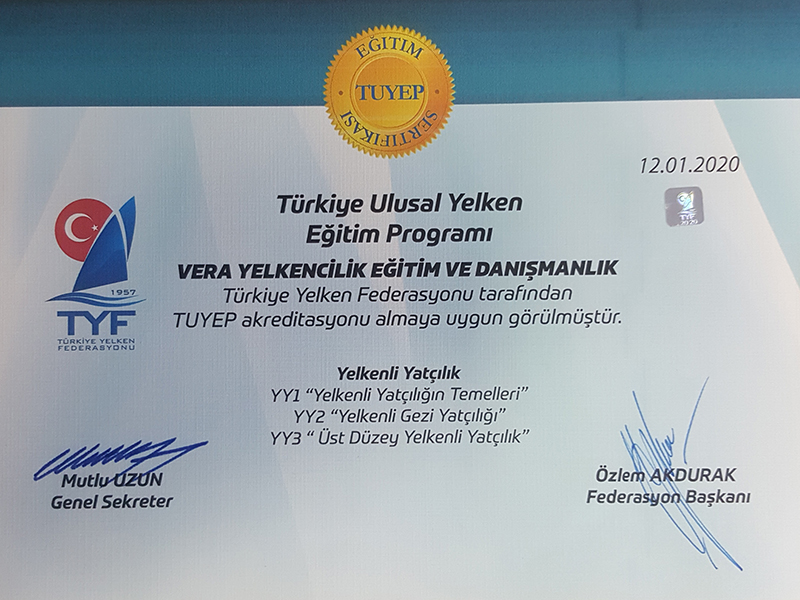 EĞİTİM
TUYEP
SERTİFİKASI
12.01.2020
TYF
2020
Türkiye Ulusal Yelken
Eğitim Programı
VERA YELKENCİLİK EĞİTİM VE DANIŞMANLIK
Türkiye Yelken Federasyonu tarafından
TUYEP akreditasyonu almaya uygun görülmüştür.
1957
TYF
TÜRKİYE YELKEN
FEDERASYONU
Yelkenli Yatçılık
YY1 “Yelkenli Yatçılığın Temelleri”
YY2 “Yelkenli Gezi Yatçılığı”
YY3 “ Üst Düzey Yelkenli Yatçılık”
Mutlu UZUN
Genel Sekreter
Özlem AKDURAK
Federasyon Başkanı